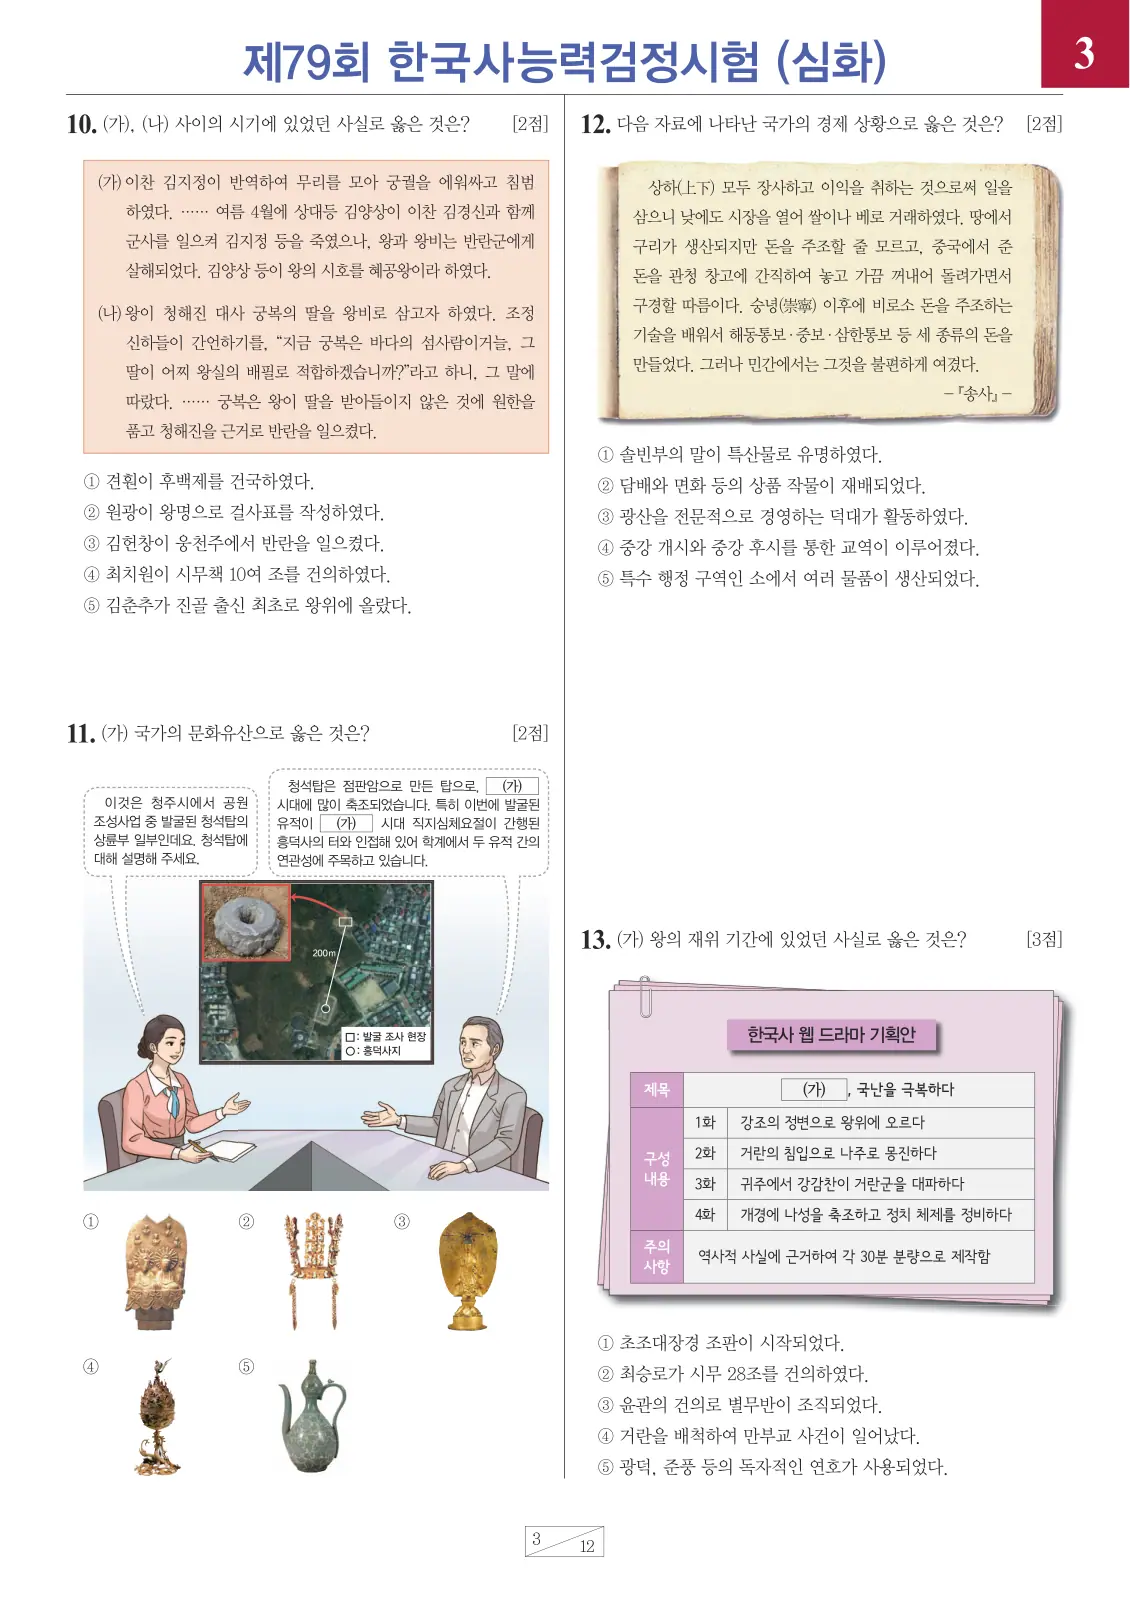 제79회 한국사능력검정시험 (심화)
3
10. (가), (나) 사이의 시기에 있었던 사실로 옳은 것은? [2점]
(가) 이찬 김지정이 반역하여 무리를 모아 궁궐을 에워싸고 침범
하였다. …… 여름 4월에 상대등 김양상이 이찬 김경신과 함께
군사를 일으켜 김지정 등을 죽였으나, 왕과 왕비는 반란군에게
살해되었다. 김양상 등이 왕의 시호를 혜공왕이라 하였다.
(나) 왕이 청해진 대사 궁복의 딸을 왕비로 삼고자 하였다. 조정
신하들이 간언하기를, “지금 궁복은 바다의 섬사람이거늘, 그
딸이 어찌 왕실의 배필로 적합하겠습니까?”라고 하니, 그 말에
따랐다. …… 궁복은 왕이 딸을 받아들이지 않은 것에 원한을
품고 청해진을 근거로 반란을 일으켰다.
① 견훤이 후백제를 건국하였다.
② 원광이 왕명으로 걸사표를 작성하였다.
③ 김헌창이 웅천주에서 반란을 일으켰다.
④ 최치원이 시무책 10여 조를 건의하였다.
⑤ 김춘추가 진골 출신 최초로 왕위에 올랐다.
11. (가) 국가의 문화유산으로 옳은 것은? [2점]
이것은 청주시에서 공원
조성사업 중 발굴된 청석탑의
상륜부 일부인데요. 청석탑에
대해 설명해 주세요.
청석탑은 점판암으로 만든 탑으로, (가)
시대에 많이 축조되었습니다. 특히 이번에 발굴된
유적이 (가) 시대 직지심체요절이 간행된
흥덕사의 터와 인접해 있어 학계에서 두 유적 간의
연관성에 주목하고 있습니다.
200m
□ : 발굴 조사 현장
○ : 흥덕사지
① ② ③
④ ⑤
12. 다음 자료에 나타난 국가의 경제 상황으로 옳은 것은? [2점]
상하(上下) 모두 장사하고 이익을 취하는 것으로써 일을
삼으니 낮에도 시장을 열어 쌀이나 베로 거래하였다. 땅에서
구리가 생산되지만 돈을 주조할 줄 모르고, 중국에서 준
돈을 관청 창고에 간직하여 놓고 가끔 꺼내어 돌려가면서
구경할 따름이다. 숭녕(崇寧) 이후에 비로소 돈을 주조하는
기술을 배워서 해동통보·중보·삼한통보 등 세 종류의 돈을
만들었다. 그러나 민간에서는 그것을 불편하게 여겼다.
- 『송사』 -
① 솔빈부의 말이 특산물로 유명하였다.
② 담배와 면화 등의 상품 작물이 재배되었다.
③ 광산을 전문적으로 경영하는 덕대가 활동하였다.
④ 중강 개시와 중강 후시를 통한 교역이 이루어졌다.
⑤ 특수 행정 구역인 소에서 여러 물품이 생산되었다.
13. (가) 왕의 재위 기간에 있었던 사실로 옳은 것은? [3점]
한국사 웹 드라마 기획안
제목 (가) , 국난을 극복하다
구성 내용
1화 강조의 정변으로 왕위에 오르다
2화 거란의 침입으로 나주로 몽진하다
3화 귀주에서 강감찬이 거란군을 대파하다
4화 개경에 나성을 축조하고 정치 체제를 정비하다
주의 사항 역사적 사실에 근거하여 각 30분 분량으로 제작함
① 초조대장경 조판이 시작되었다.
② 최승로가 시무 28조를 건의하였다.
③ 윤관의 건의로 별무반이 조직되었다.
④ 거란을 배척하여 만부교 사건이 일어났다.
⑤ 광덕, 준풍 등의 독자적인 연호가 사용되었다.
3
12